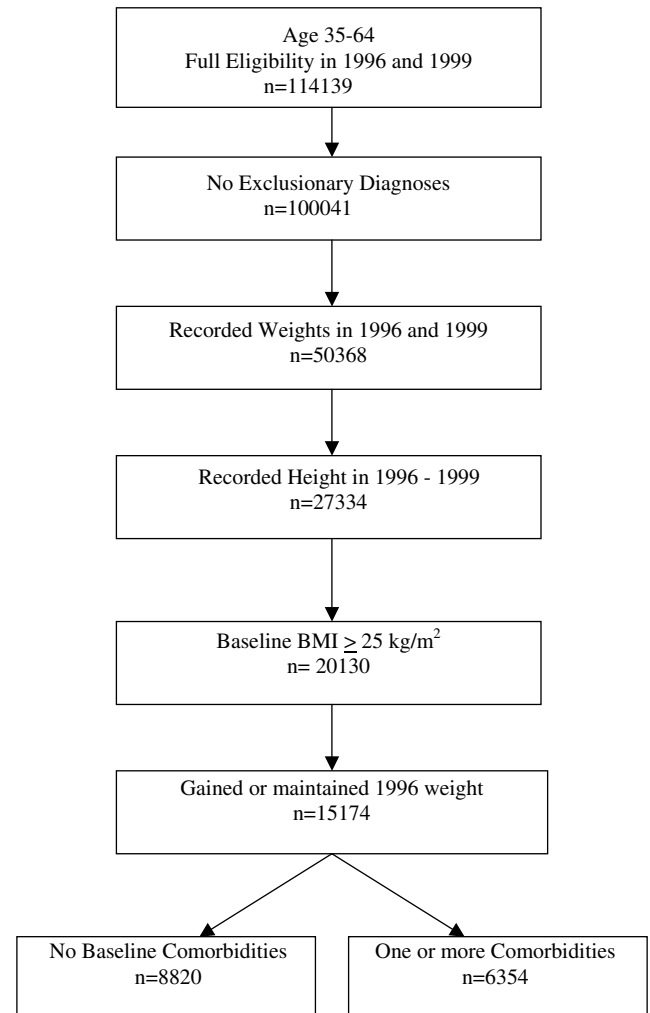 Age 35-64
Full Eligibility in 1996 and 1999
n=114139
No Exclusionary Diagnoses
n=100041
Recorded Weights in 1996 and 1999
n=50368
Recorded Height in 1996 - 1999
n=27334
Baseline BMI ≥ 25 kg/m²
n= 20130
Gained or maintained 1996 weight
n=15174
No Baseline Comorbidities
n=8820
One or more Comorbidities
n=6354